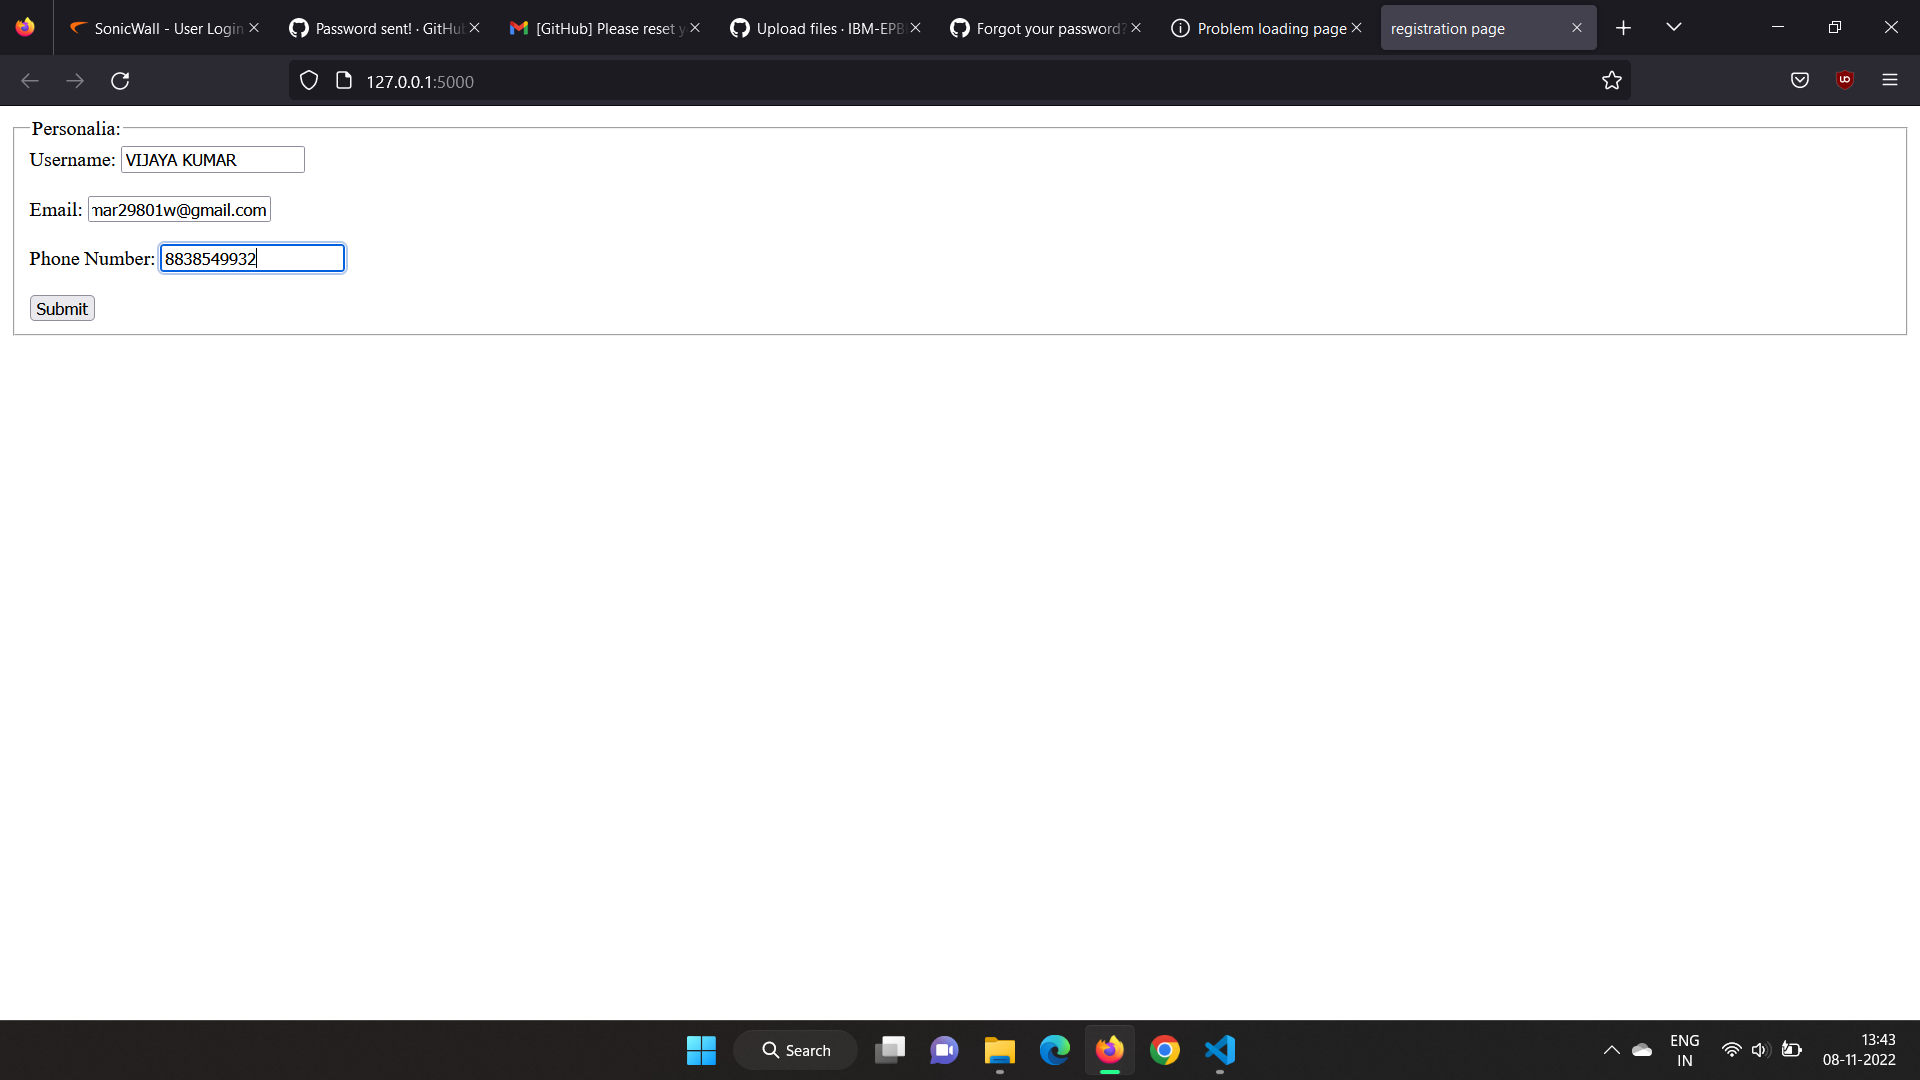 SonicWall - User Login
Password sent! · GitHub
[GitHub] Please reset y
Upload files · IBM-EPB
Forgot your password?
Problem loading page
registration page
127.0.0.1:5000
Personalia:
Username: VIJAYA KUMAR
Email: mar29801w@gmail.com
Phone Number: 8838549932
Submit
Search
ENG
IN
13:43
08-11-2022